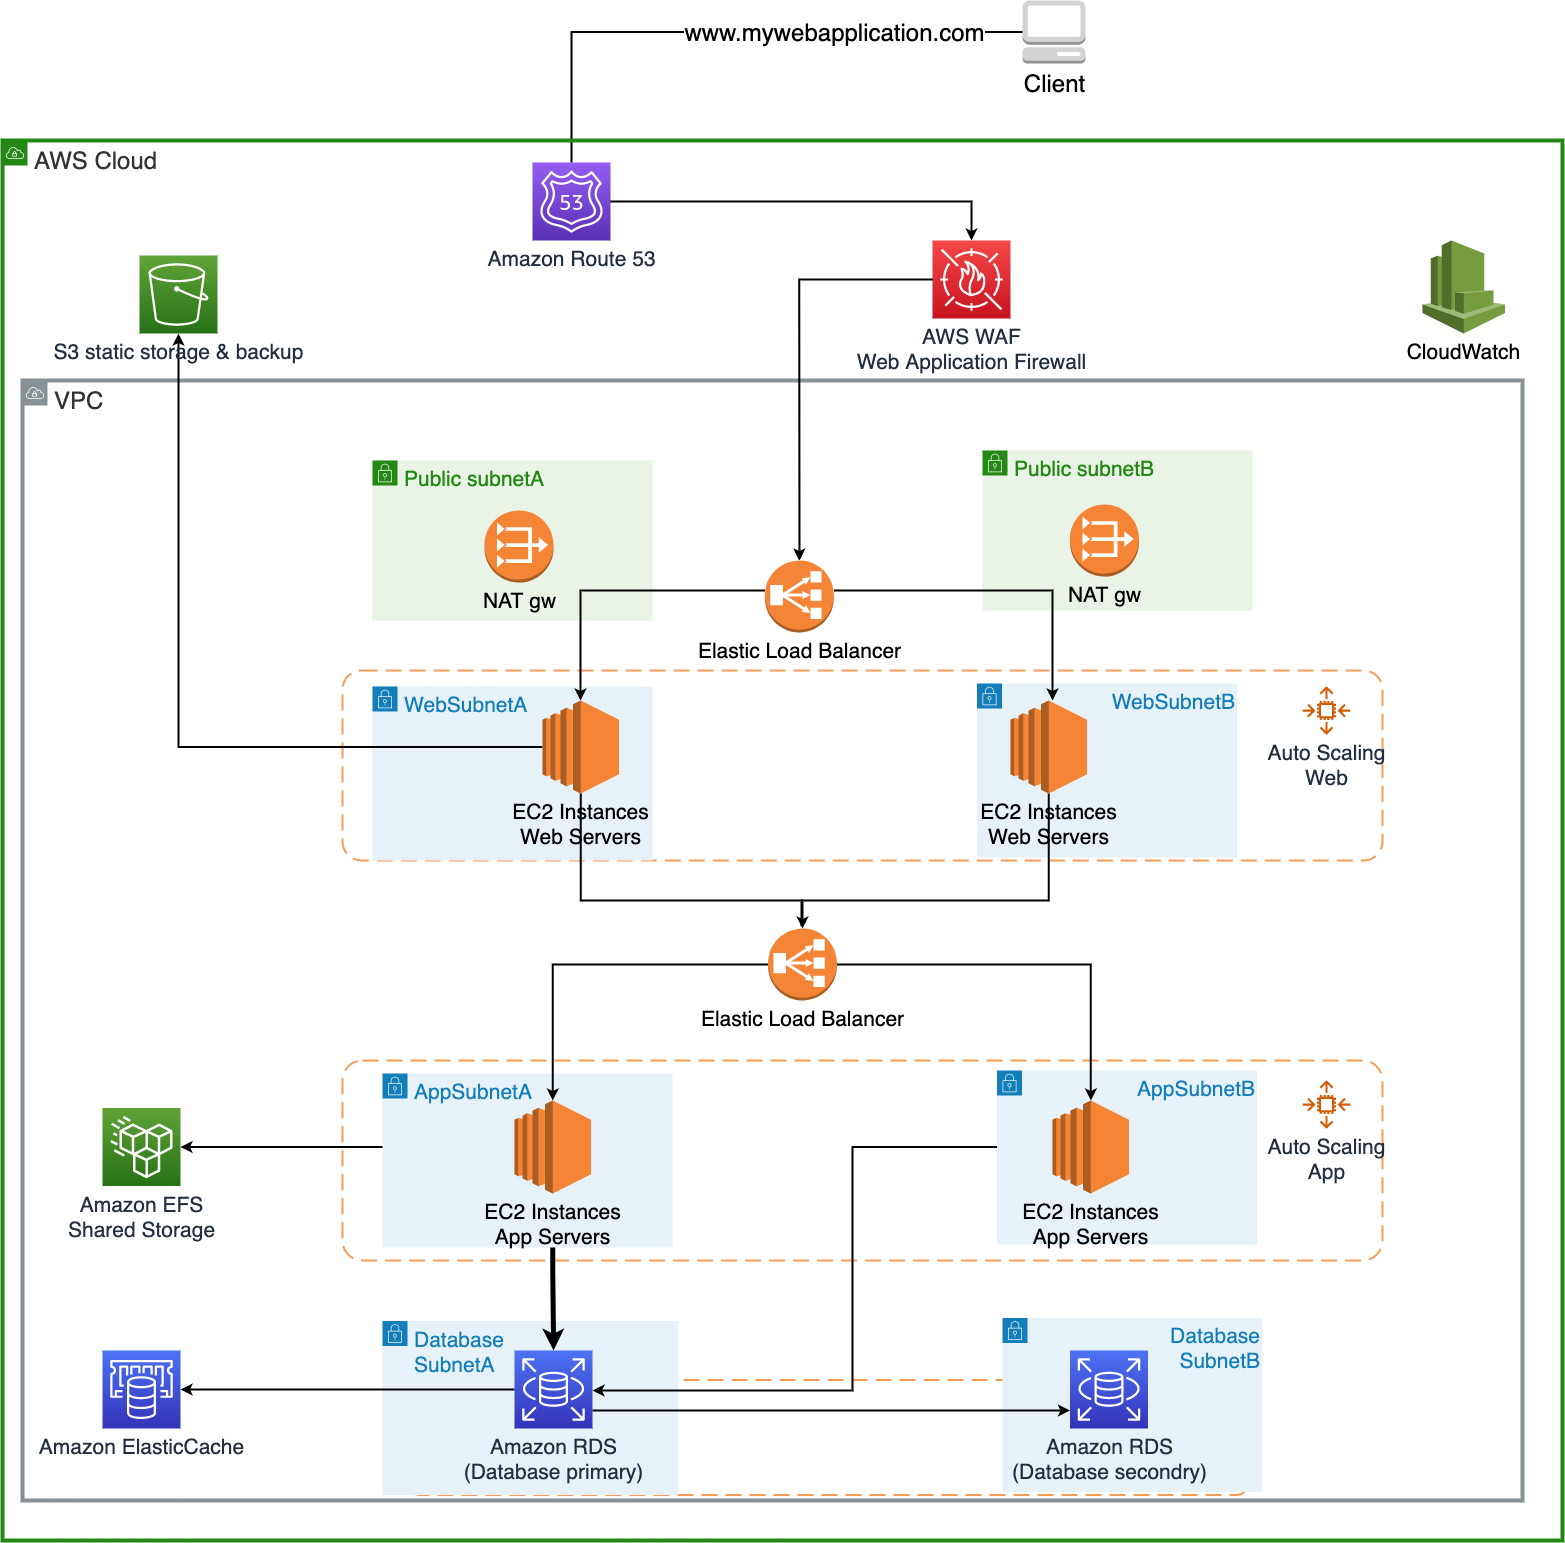 www.mywebapplication.com
Client
AWS Cloud
53
Amazon Route 53
AWS WAF
Web Application Firewall
S3 static storage & backup
CloudWatch
VPC
Public subnetA
NAT gw
Public subnetB
NAT gw
Elastic Load Balancer
WebSubnetA
EC2 Instances
Web Servers
WebSubnetB
EC2 Instances
Web Servers
Auto Scaling
Web
Elastic Load Balancer
AppSubnetA
EC2 Instances
App Servers
AppSubnetB
EC2 Instances
App Servers
Auto Scaling
App
Amazon EFS
Shared Storage
Database
SubnetA
Amazon RDS
(Database primary)
Database
SubnetB
Amazon RDS
(Database secondry)
Amazon ElasticCache